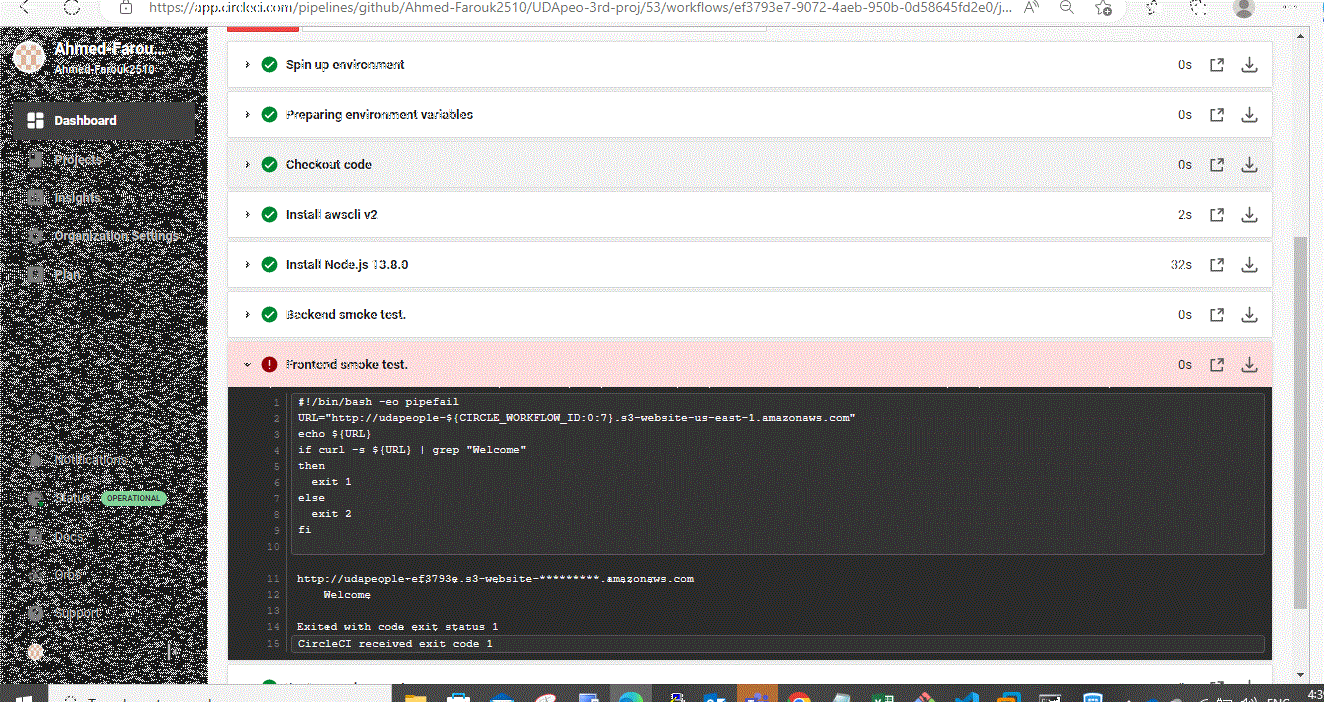 https://app.circleci.com/pipelines/github/Ahmed-Farouk2510/UDApeo-3rd-proj/53/workflows/ef3793e7-9072-4aeb-950b-0d58645fd2e0/j...
Ahmed-Farou...
Ahmed-Farouk2510
Dashboard
Projects
Insights
Organization Settings
Plan
Notifications
Status OPERATIONAL
Docs
Orbs
Support
Spin up environment 0s
Preparing environment variables 0s
Checkout code 0s
Install awscli v2 2s
Install Node.js 13.8.0 32s
Backend smoke test. 0s
Frontend smoke test. 0s
1 #!/bin/bash -eo pipefail
2 URL="http://udapeople-${CIRCLE_WORKFLOW_ID:0:7}.s3-website-us-east-1.amazonaws.com"
3 echo ${URL}
4 if curl -s ${URL} | grep "Welcome"
5 then
6 exit 1
7 else
8 exit 2
9 fi
10
11 http://udapeople-ef3793e.s3-website-*********.amazonaws.com
12 Welcome
13
14 Exited with code exit status 1
15 CircleCI received exit code 1
ENG